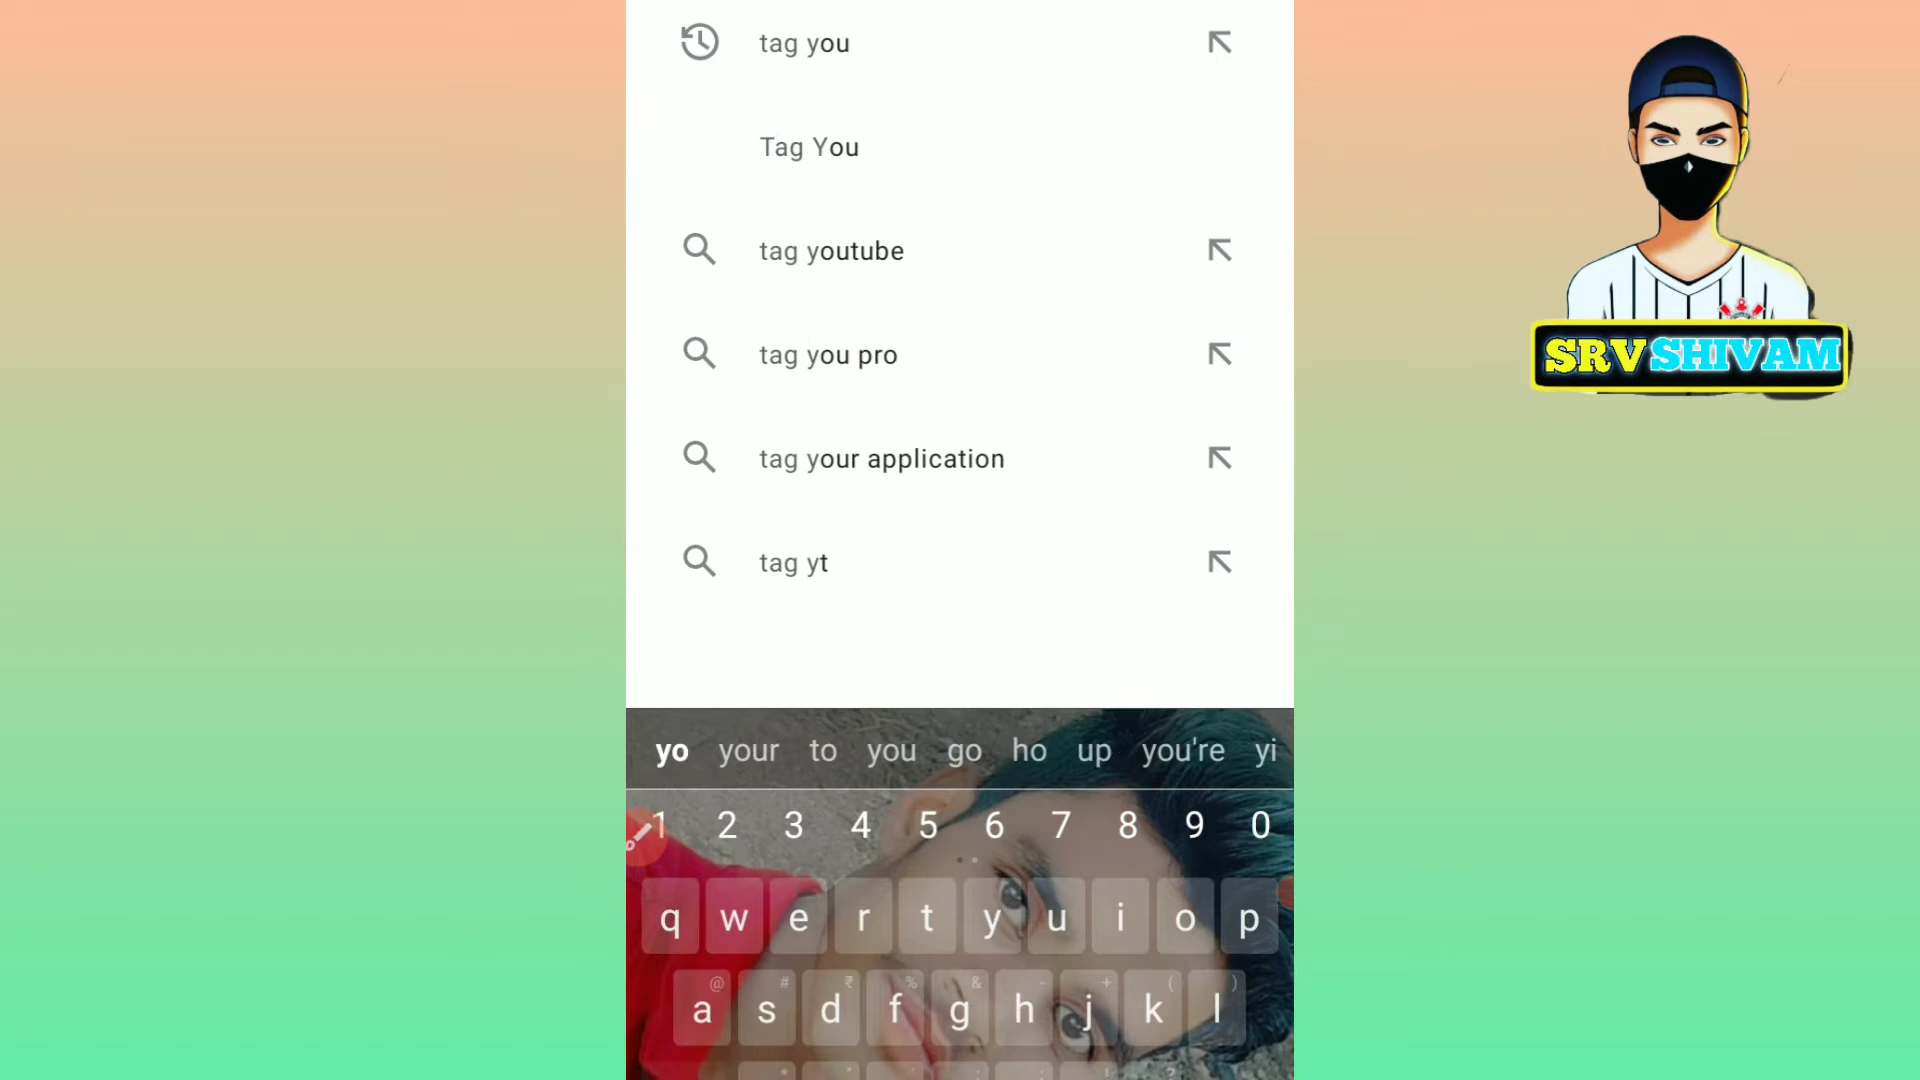 tag you
Tag You
tag youtube
tag you pro
tag your application
tag yt
SRV SHIVAM
yo your to you go ho up you're yi
1 2 3 4 5 6 7 8 9 0
q w e r t y u i o p
@ # ₹ % & - + ( )
a s d f g h j k l